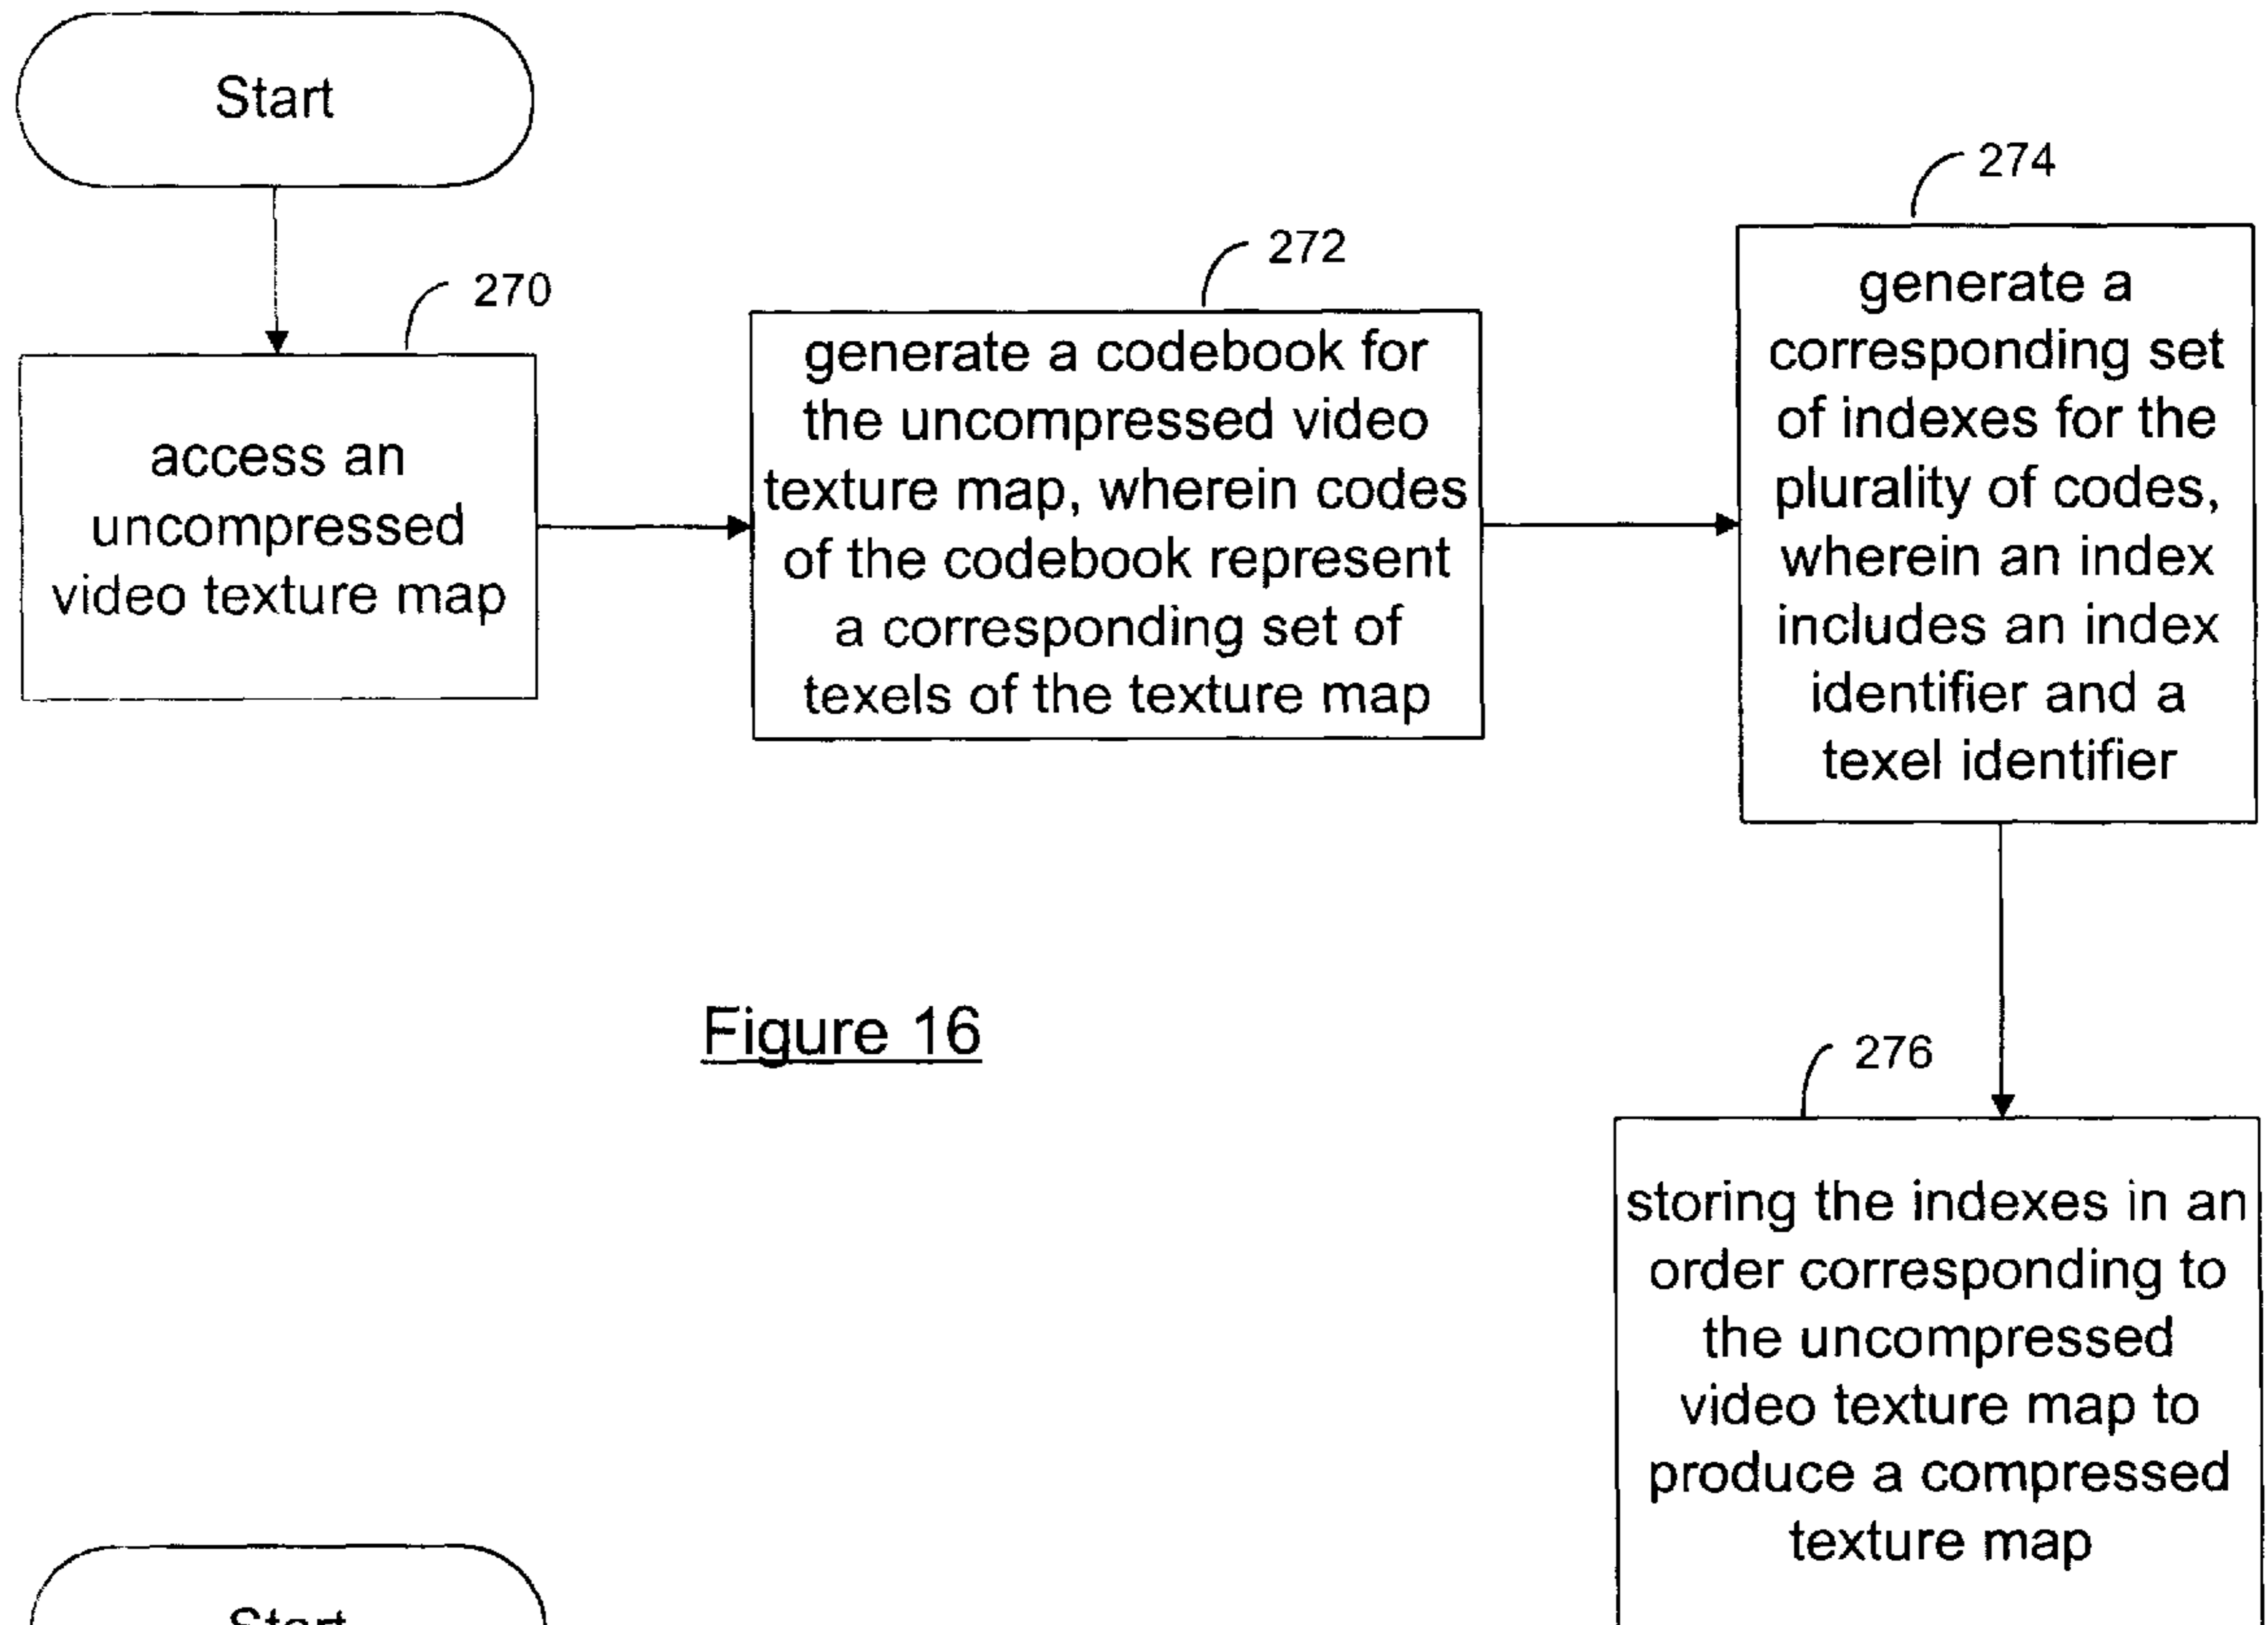 Start
270
access an
uncompressed
video texture map
272
generate a codebook for
the uncompressed video
texture map, wherein codes
of the codebook represent
a corresponding set of
texels of the texture map
274
generate a
corresponding set
of indexes for the
plurality of codes,
wherein an index
includes an index
identifier and a
texel identifier
Figure 16
276
storing the indexes in an
order corresponding to
the uncompressed
video texture map to
produce a compressed
texture map
Start